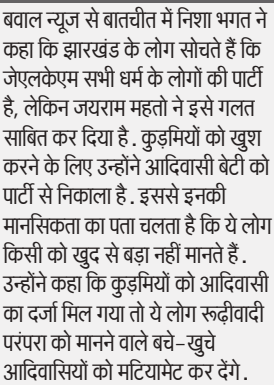 बवाल न्यूज से बातचीत में निशा भगत ने
कहा कि झारखंड के लोग सोचते हैं कि
जेएलकेएम सभी धर्म के लोगों की पार्टी
है, लेकिन जयराम महतो ने इसे गलत
साबित कर दिया है. कुड़मियों को खुश
करने के लिए उन्होंने आदिवासी बेटी को
पार्टी से निकाला है. इससे इनकी
मानसिकता का पता चलता है कि ये लोग
किसी को खुद से बड़ा नहीं मानते हैं.
उन्होंने कहा कि कुड़मियों को आदिवासी
का दर्जा मिल गया तो ये लोग रूढ़ीवादी
परंपरा को मानने वाले बचे-खुचे
आदिवासियों को मटियामेट कर देंगे.